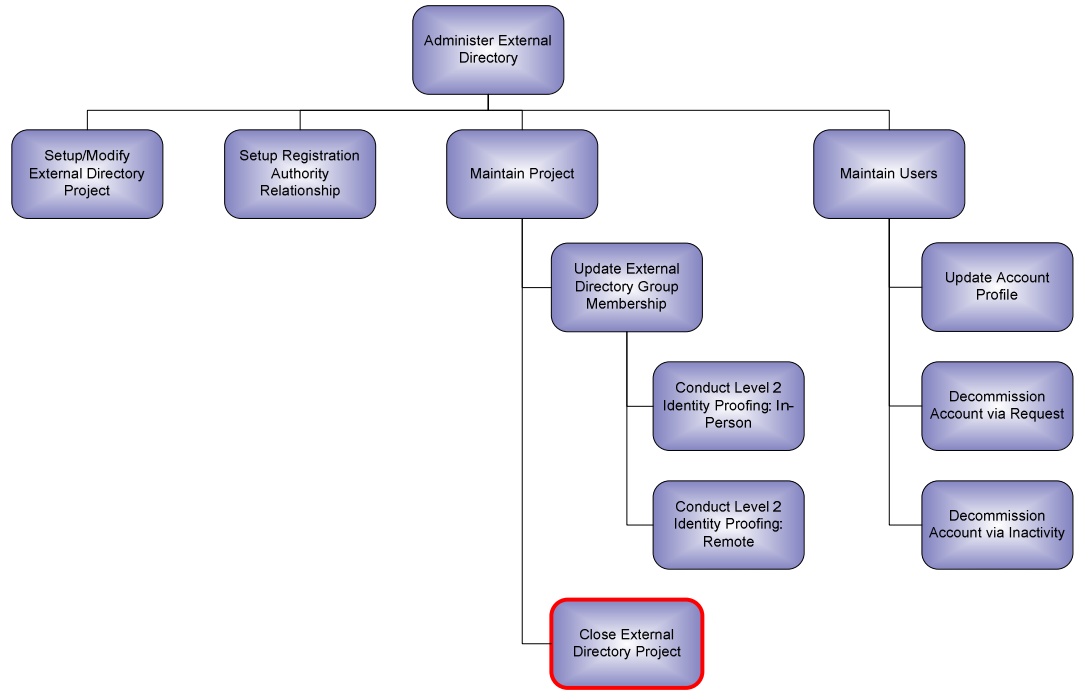 Administer External
Directory
Setup/Modify
External Directory
Project
Setup Registration
Authority
Relationship
Maintain Project
Maintain Users
Update External
Directory Group
Membership
Update Account
Profile
Conduct Level 2
Identity Proofing: In-
Person
Decommission
Account via Request
Conduct Level 2
Identity Proofing:
Remote
Decommission
Account via Inactivity
Close External
Directory Project